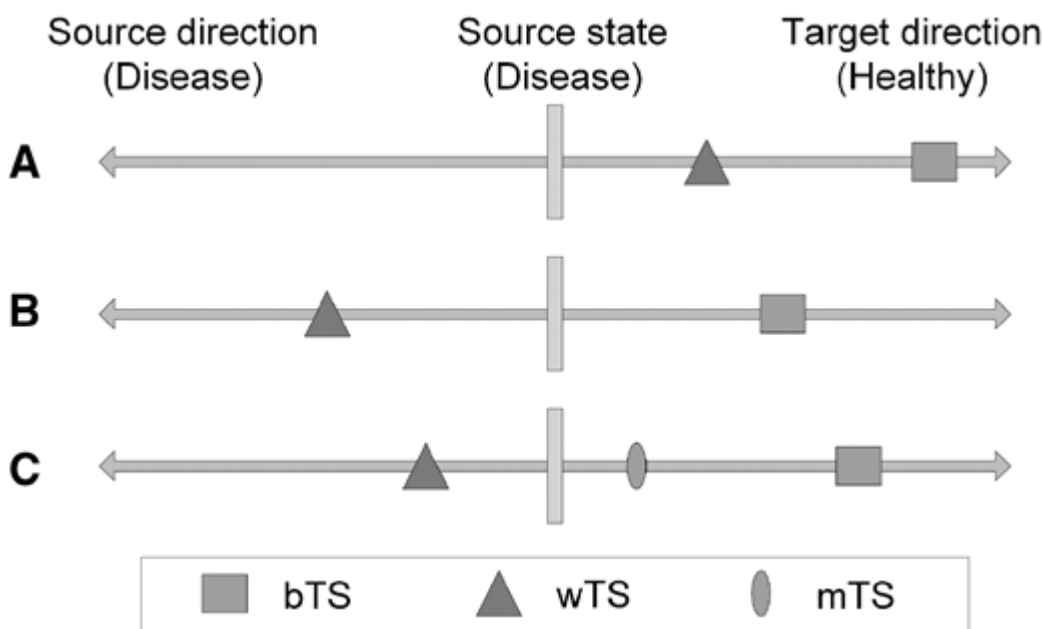 Source direction
(Disease)
Source state
(Disease)
Target direction
(Healthy)
A
B
C
bTS
wTS
mTS